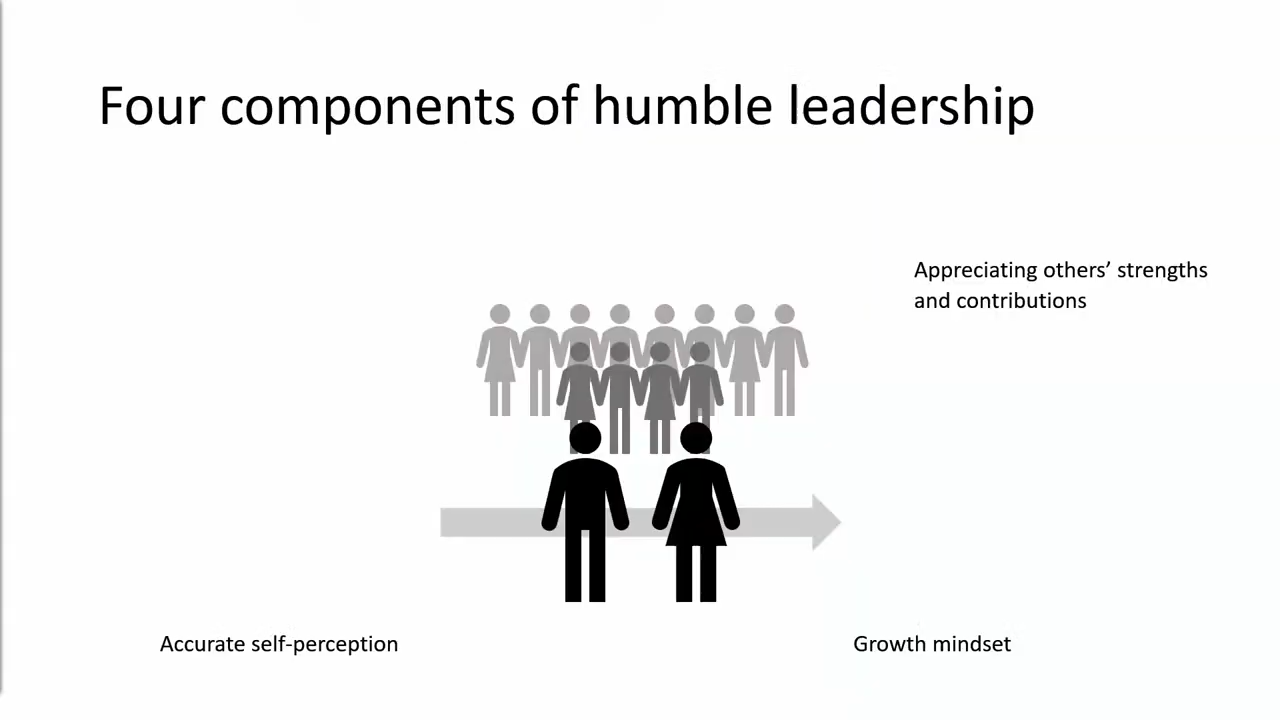 Four components of humble leadership
Appreciating others’ strengths
and contributions
Accurate self-perception
Growth mindset